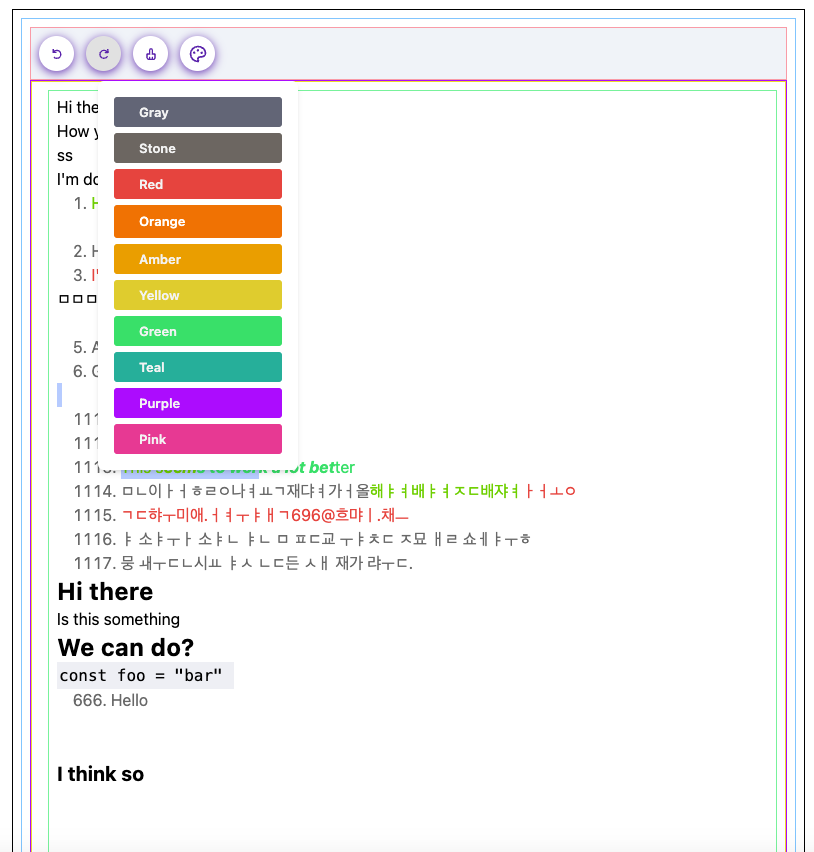 Gray
Stone
Red
Orange
Amber
Yellow
Green
Teal
Purple
Pink
Hi the
How y
ss
I'm do
1. H
2. H
3. I'
ㅁㅁㅁ
5. A
6. G
111
111
1113. This seems to work a lot better
1114. ㅁㄴ이ㅏㅓㅎㄹㅇ나ㅕㅛㄱ재댜ㅕ가ㅓ올해ㅑㅕ배ㅑㅕㅈㄷ배쟈ㅕㅏㅓㅗㅇ
1115. ㄱㄷ햐ㅜ미애.ㅓㅕㅜㅑㅐㄱ696@흐먀ㅣ.채ㅡ
1116. ㅑ 소ㅑㅜㅏ 소ㅑㄴ ㅑㄴ ㅁ ㅍㄷ교 ㅜㅑㅊㄷ ㅈ묘 ㅐㄹ 쇼ㅔㅑㅜㅎ
1117. 뭉 ㅙㅜㄷㄴ시ㅛ ㅑㅅ ㄴㄷ든 ㅅㅐ 재가 랴ㅜㄷ.
Hi there
Is this something
We can do?
const foo = "bar"
666. Hello
I think so